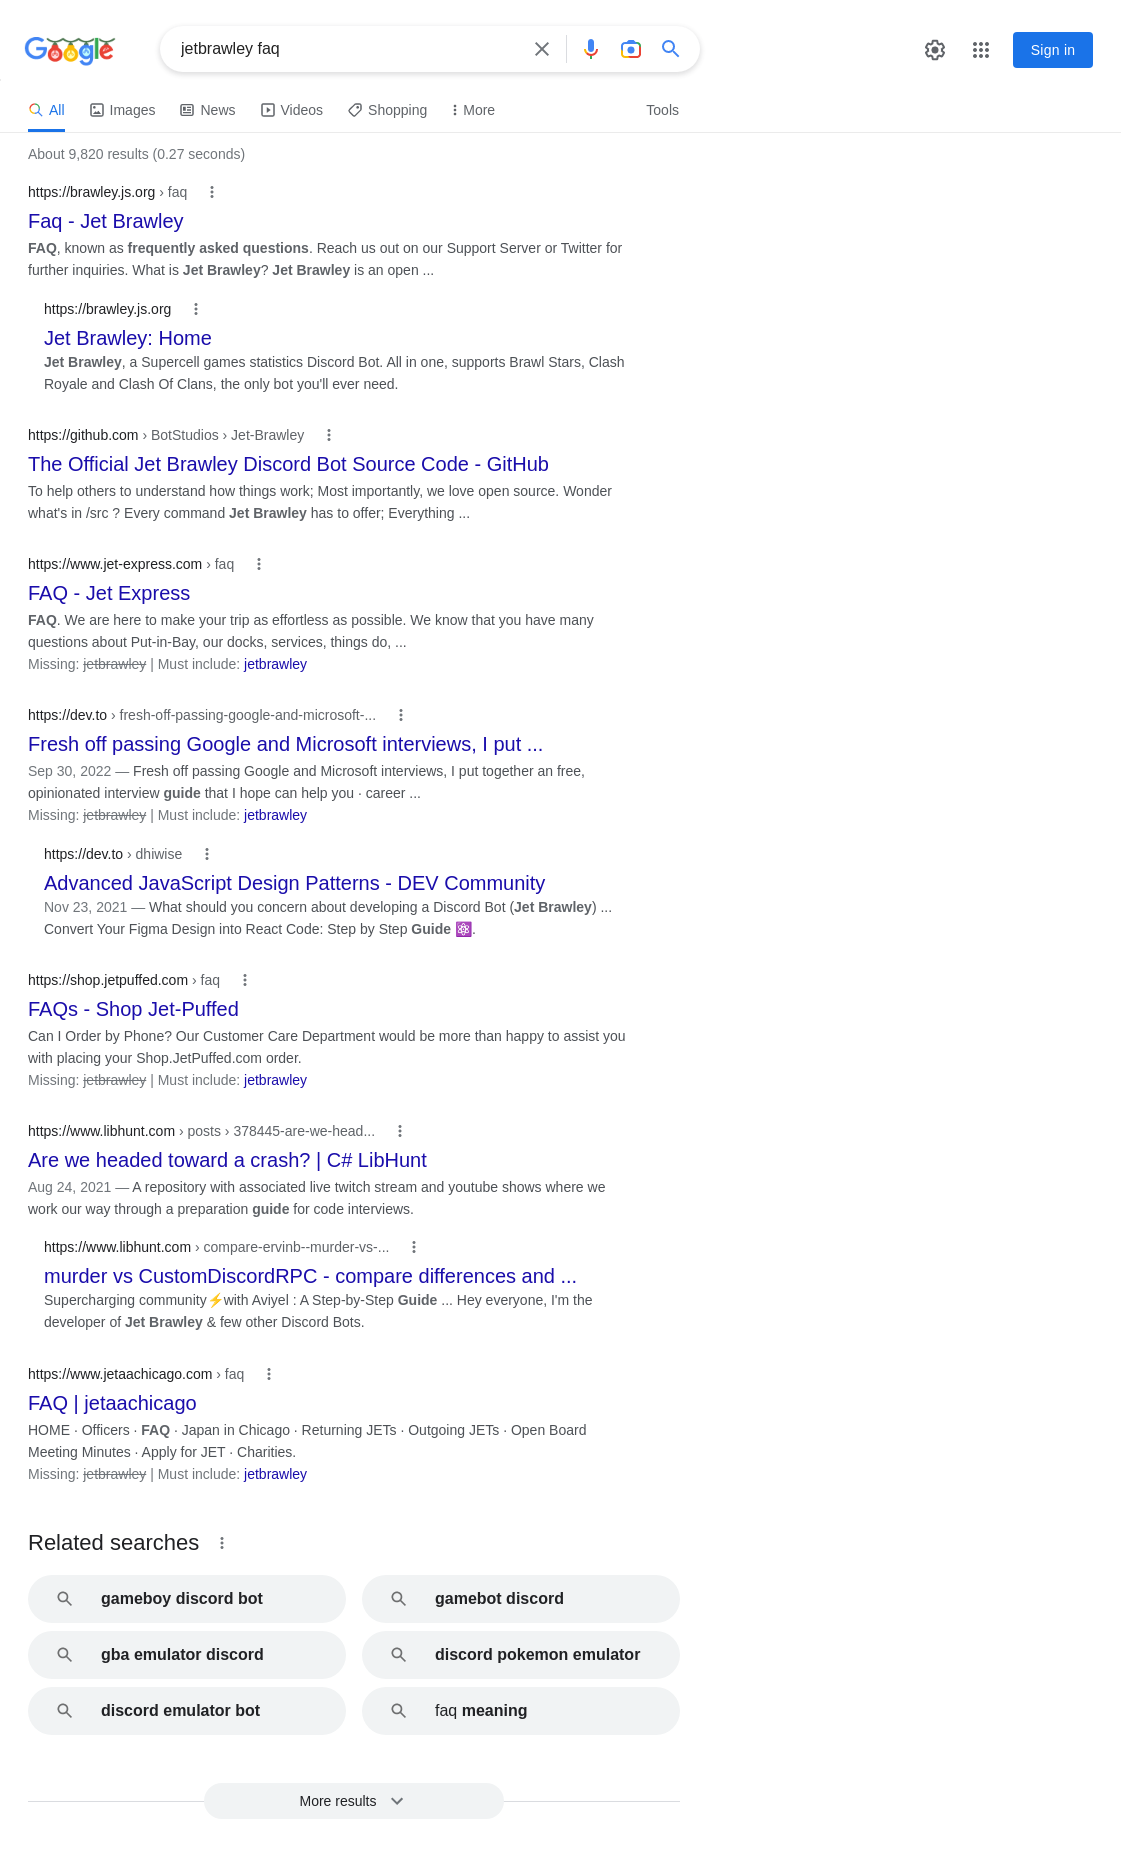 Google
jetbrawley faq
Sign in
All
Images
News
Videos
Shopping
More
Tools
About 9,820 results (0.27 seconds)
https://brawley.js.org › faq
Faq - Jet Brawley
FAQ, known as frequently asked questions. Reach us out on our Support Server or Twitter for
further inquiries. What is Jet Brawley? Jet Brawley is an open ...
https://brawley.js.org
Jet Brawley: Home
Jet Brawley, a Supercell games statistics Discord Bot. All in one, supports Brawl Stars, Clash
Royale and Clash Of Clans, the only bot you'll ever need.
https://github.com › BotStudios › Jet-Brawley
The Official Jet Brawley Discord Bot Source Code - GitHub
To help others to understand how things work; Most importantly, we love open source. Wonder
what's in /src ? Every command Jet Brawley has to offer; Everything ...
https://www.jet-express.com › faq
FAQ - Jet Express
FAQ. We are here to make your trip as effortless as possible. We know that you have many
questions about Put-in-Bay, our docks, services, things do, ...
Missing: jetbrawley | Must include: jetbrawley
https://dev.to › fresh-off-passing-google-and-microsoft-...
Fresh off passing Google and Microsoft interviews, I put ...
Sep 30, 2022 — Fresh off passing Google and Microsoft interviews, I put together an free,
opinionated interview guide that I hope can help you · career ...
Missing: jetbrawley | Must include: jetbrawley
https://dev.to › dhiwise
Advanced JavaScript Design Patterns - DEV Community
Nov 23, 2021 — What should you concern about developing a Discord Bot (Jet Brawley) ...
Convert Your Figma Design into React Code: Step by Step Guide ⚛️.
https://shop.jetpuffed.com › faq
FAQs - Shop Jet-Puffed
Can I Order by Phone? Our Customer Care Department would be more than happy to assist you
with placing your Shop.JetPuffed.com order.
Missing: jetbrawley | Must include: jetbrawley
https://www.libhunt.com › posts › 378445-are-we-head...
Are we headed toward a crash? | C# LibHunt
Aug 24, 2021 — A repository with associated live twitch stream and youtube shows where we
work our way through a preparation guide for code interviews.
https://www.libhunt.com › compare-ervinb--murder-vs-...
murder vs CustomDiscordRPC - compare differences and ...
Supercharging community⚡with Aviyel : A Step-by-Step Guide ... Hey everyone, I'm the
developer of Jet Brawley & few other Discord Bots.
https://www.jetaachicago.com › faq
FAQ | jetaachicago
HOME · Officers · FAQ · Japan in Chicago · Returning JETs · Outgoing JETs · Open Board
Meeting Minutes · Apply for JET · Charities.
Missing: jetbrawley | Must include: jetbrawley
Related searches
gameboy discord bot
gamebot discord
gba emulator discord
discord pokemon emulator
discord emulator bot
faq meaning
More results